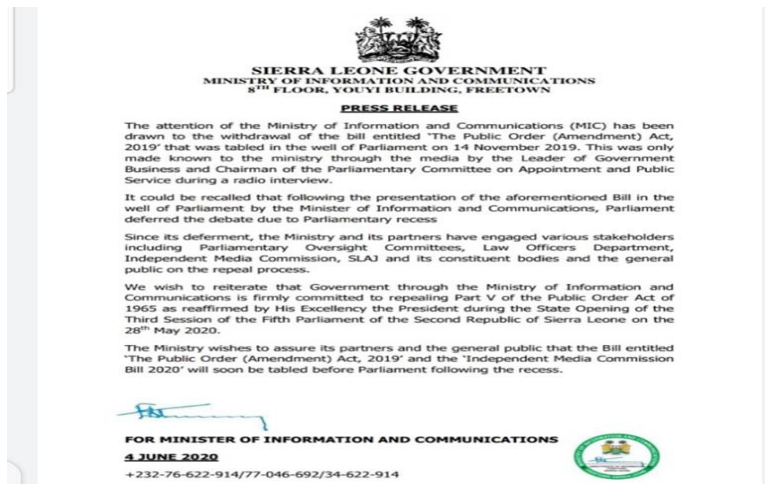 SIERRA LEONE GOVERNMENT
MINISTRY OF INFORMATION AND COMMUNICATIONS
8TH FLOOR, YOUYI BUILDING, FREETOWN
PRESS RELEASE
The attention of the Ministry of Information and Communications (MIC) has been
drawn to the withdrawal of the bill entitled ‘The Public Order (Amendment) Act,
2019’ that was tabled in the well of Parliament on 14 November 2019. This was only
made known to the ministry through the media by the Leader of Government
Business and Chairman of the Parliamentary Committee on Appointment and Public
Service during a radio interview.
It could be recalled that following the presentation of the aforementioned Bill in the
well of Parliament by the Minister of Information and Communications, Parliament
deferred the debate due to Parliamentary recess
Since its deferment, the Ministry and its partners have engaged various stakeholders
including Parliamentary Oversight Committees, Law Officers Department,
Independent Media Commission, SLAJ and its constituent bodies and the general
public on the repeal process.
We wish to reiterate that Government through the Ministry of Information and
Communications is firmly committed to repealing Part V of the Public Order Act of
1965 as reaffirmed by His Excellency the President during the State Opening of the
Third Session of the Fifth Parliament of the Second Republic of Sierra Leone on the
28th May 2020.
The Ministry wishes to assure its partners and the general public that the Bill entitled
‘The Public Order (Amendment) Act, 2019’ and the ‘Independent Media Commission
Bill 2020’ will soon be tabled before Parliament following the recess.
FOR MINISTER OF INFORMATION AND COMMUNICATIONS
4 JUNE 2020
+232-76-622-914/77-046-692/34-622-914